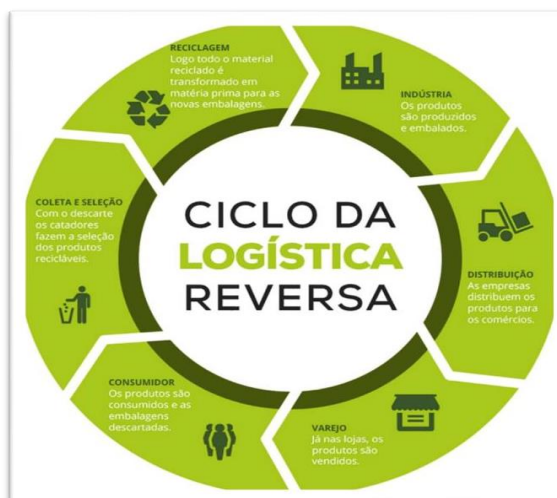 CICLO DA
LOGÍSTICA
REVERSA
INDÚSTRIA
Os produtos
são produzidos
e embalados.
DISTRIBUIÇÃO
As empresas
distribuem os
produtos para
os comércios.
VAREJO
Já nas lojas, os
produtos são
vendidos.
CONSUMIDOR
Os produtos são
consumidos e as
embalagens
descartadas.
COLETA E SELEÇÃO
Com o descarte
os catadores
fazem a seleção
dos produtos
recicláveis.
RECICLAGEM
Logo todo o material
reciclado é
transformado em
matéria prima para as
novas embalagens.